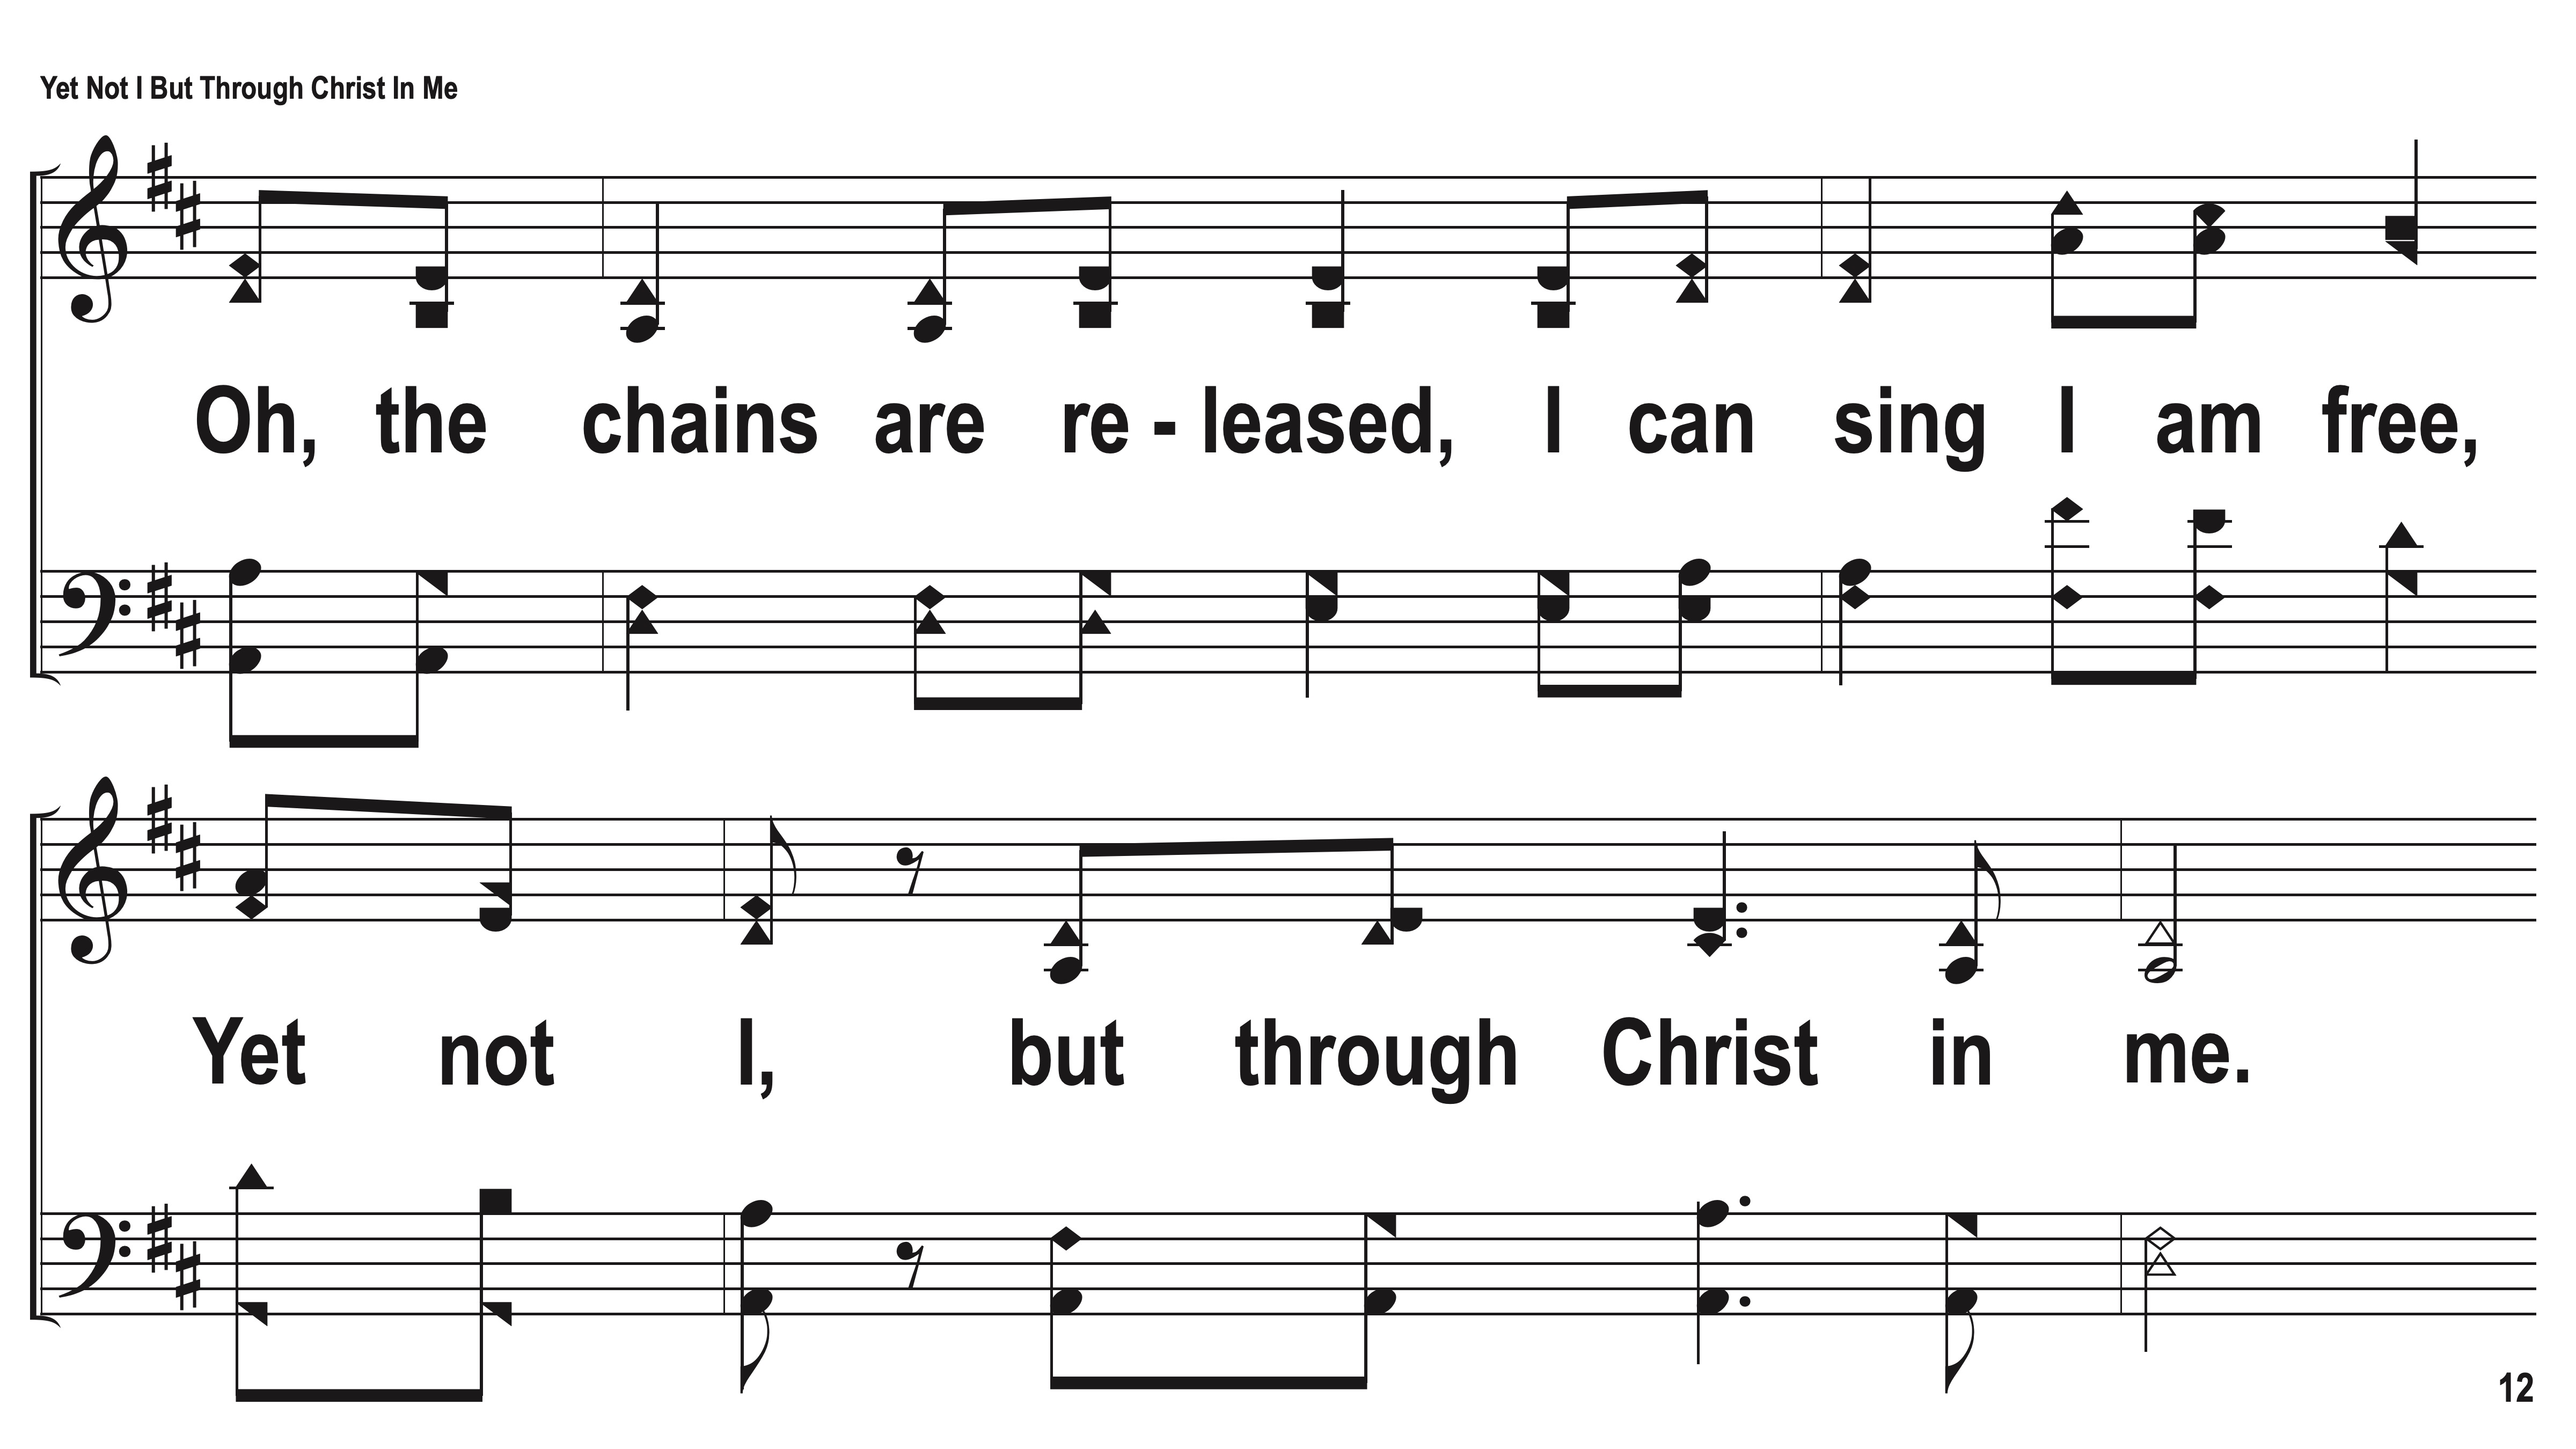 Yet Not I But Through Christ In Me
Oh, the chains are re - leased, I can sing I am free,
Yet not I, but through Christ in me.
12